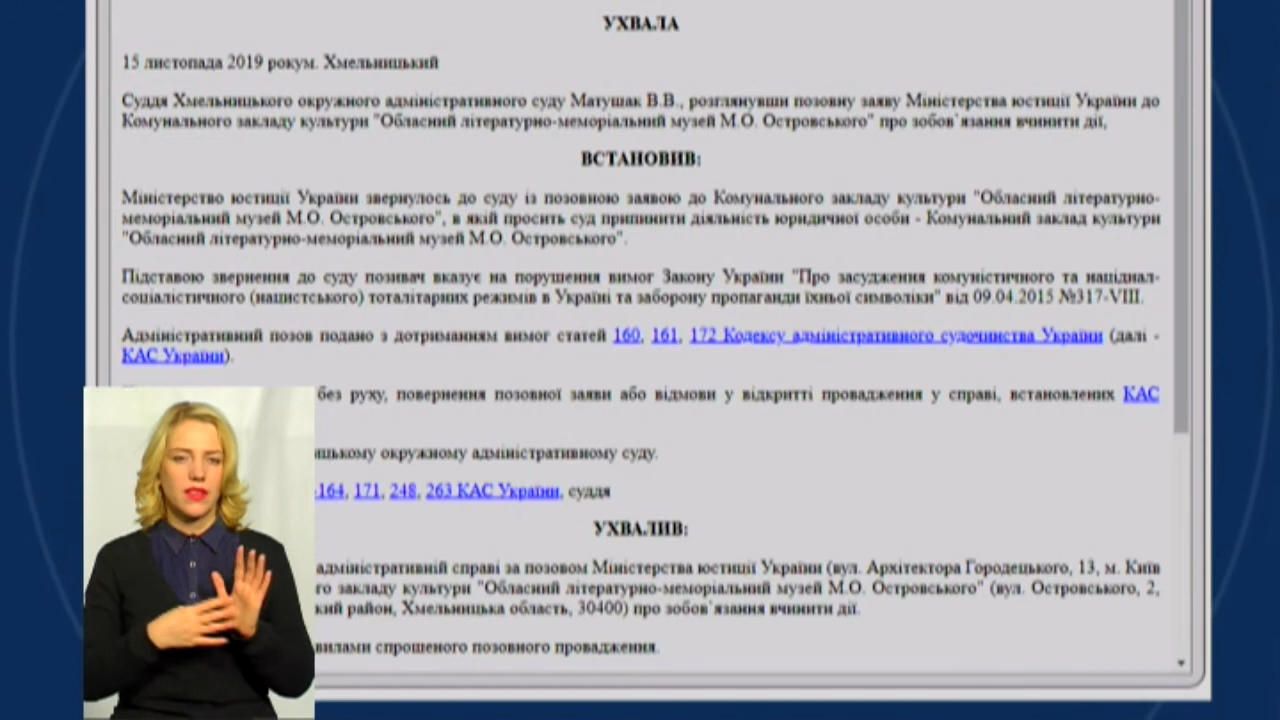 УХВАЛА
15 листопада 2019 рокум. Хмельницький
Суддя Хмельницького окружного адміністративного суду Матушак В.В., розглянувши позовну заяву Міністерства юстиції України до
Комунального закладу культури "Обласний літературно-меморіальний музей М.О. Островського" про зобов`язання вчинити дії,
ВСТАНОВИВ:
Міністерство юстиції України звернулось до суду із позовною заявою до Комунального закладу культури "Обласний літературно-
меморіальний музей М.О. Островського", в якій просить суд припинити діяльність юридичної особи - Комунальний заклад культури
"Обласний літературно-меморіальний музей М.О. Островського".
Підставою звернення до суду позивач вказує на порушення вимог Закону України "Про засудження комуністичного та націонал-
соціалістичного (нацистського) тоталітарних режимів в Україні та заборону пропаганди їхньої символіки" від 09.04.2015 №317-VIII.
Адміністративний позов подано з дотриманням вимог статей 160, 161, 172 Кодексу адміністративного судочинства України (далі -
КАС України).
без руху, повернення позовної заяви або відмови у відкритті провадження у справі, встановлених КАС
ицькому окружному адміністративному суду.
164, 171, 248, 263 КАС України, суддя
УХВАЛИВ:
адміністративній справі за позовом Міністерства юстиції України (вул. Архітектора Городецького, 13, м. Київ
го закладу культури "Обласний літературно-меморіальний музей М.О. Островського" (вул. Островського, 2,
кий район, Хмельницька область, 30400) про зобов`язання вчинити дії.
вилами спрощеного позовного провадження.